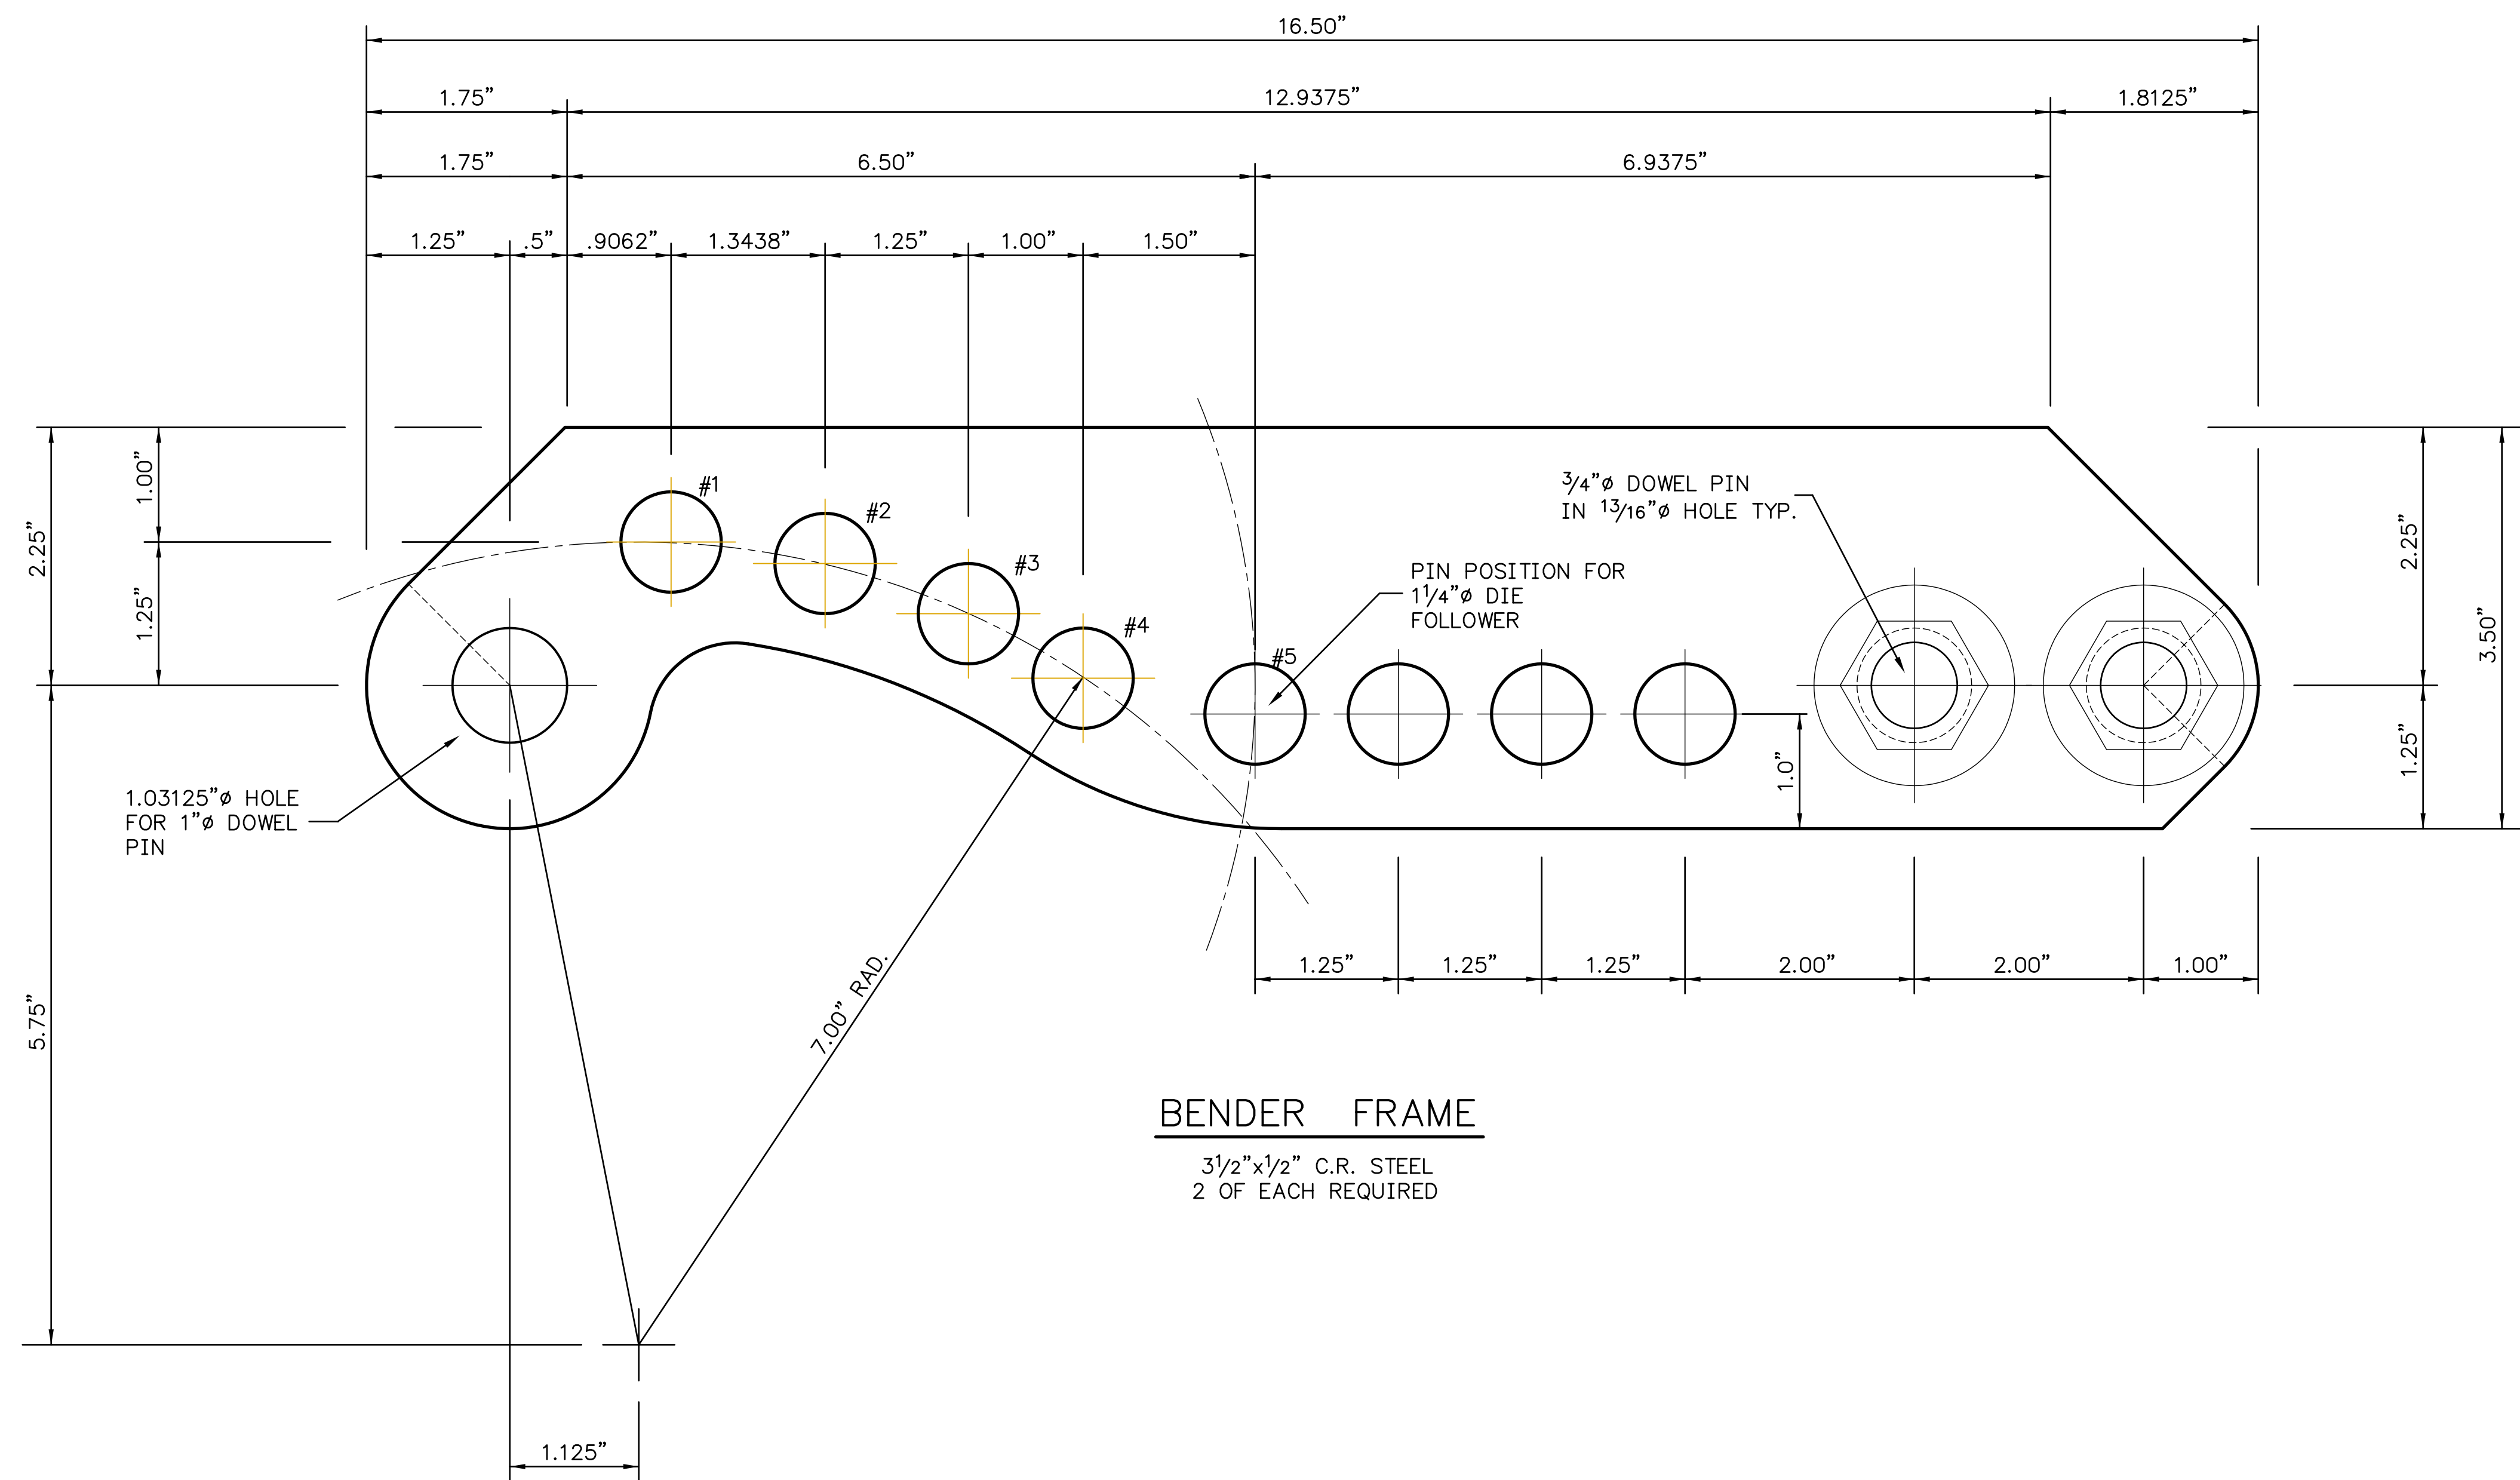 16.50"
1.75" 12.9375" 1.8125"
1.75" 6.50" 6.9375"
1.25" .5" .9062" 1.3438" 1.25" 1.00" 1.50"
2.25"
1.00"
1.25"
5.75"
#1
#2
#3
#4
#5
3/4"ø DOWEL PIN
IN 13/16"ø HOLE TYP.
PIN POSITION FOR
1 1/4"ø DIE
FOLLOWER
2.25"
3.50"
1.25"
1.0"
1.03125"ø HOLE
FOR 1"ø DOWEL
PIN
1.25" 1.25" 1.25" 2.00" 2.00" 1.00"
7.00" RAD.
BENDER FRAME
3 1/2"x1/2" C.R. STEEL
2 OF EACH REQUIRED
1.125"